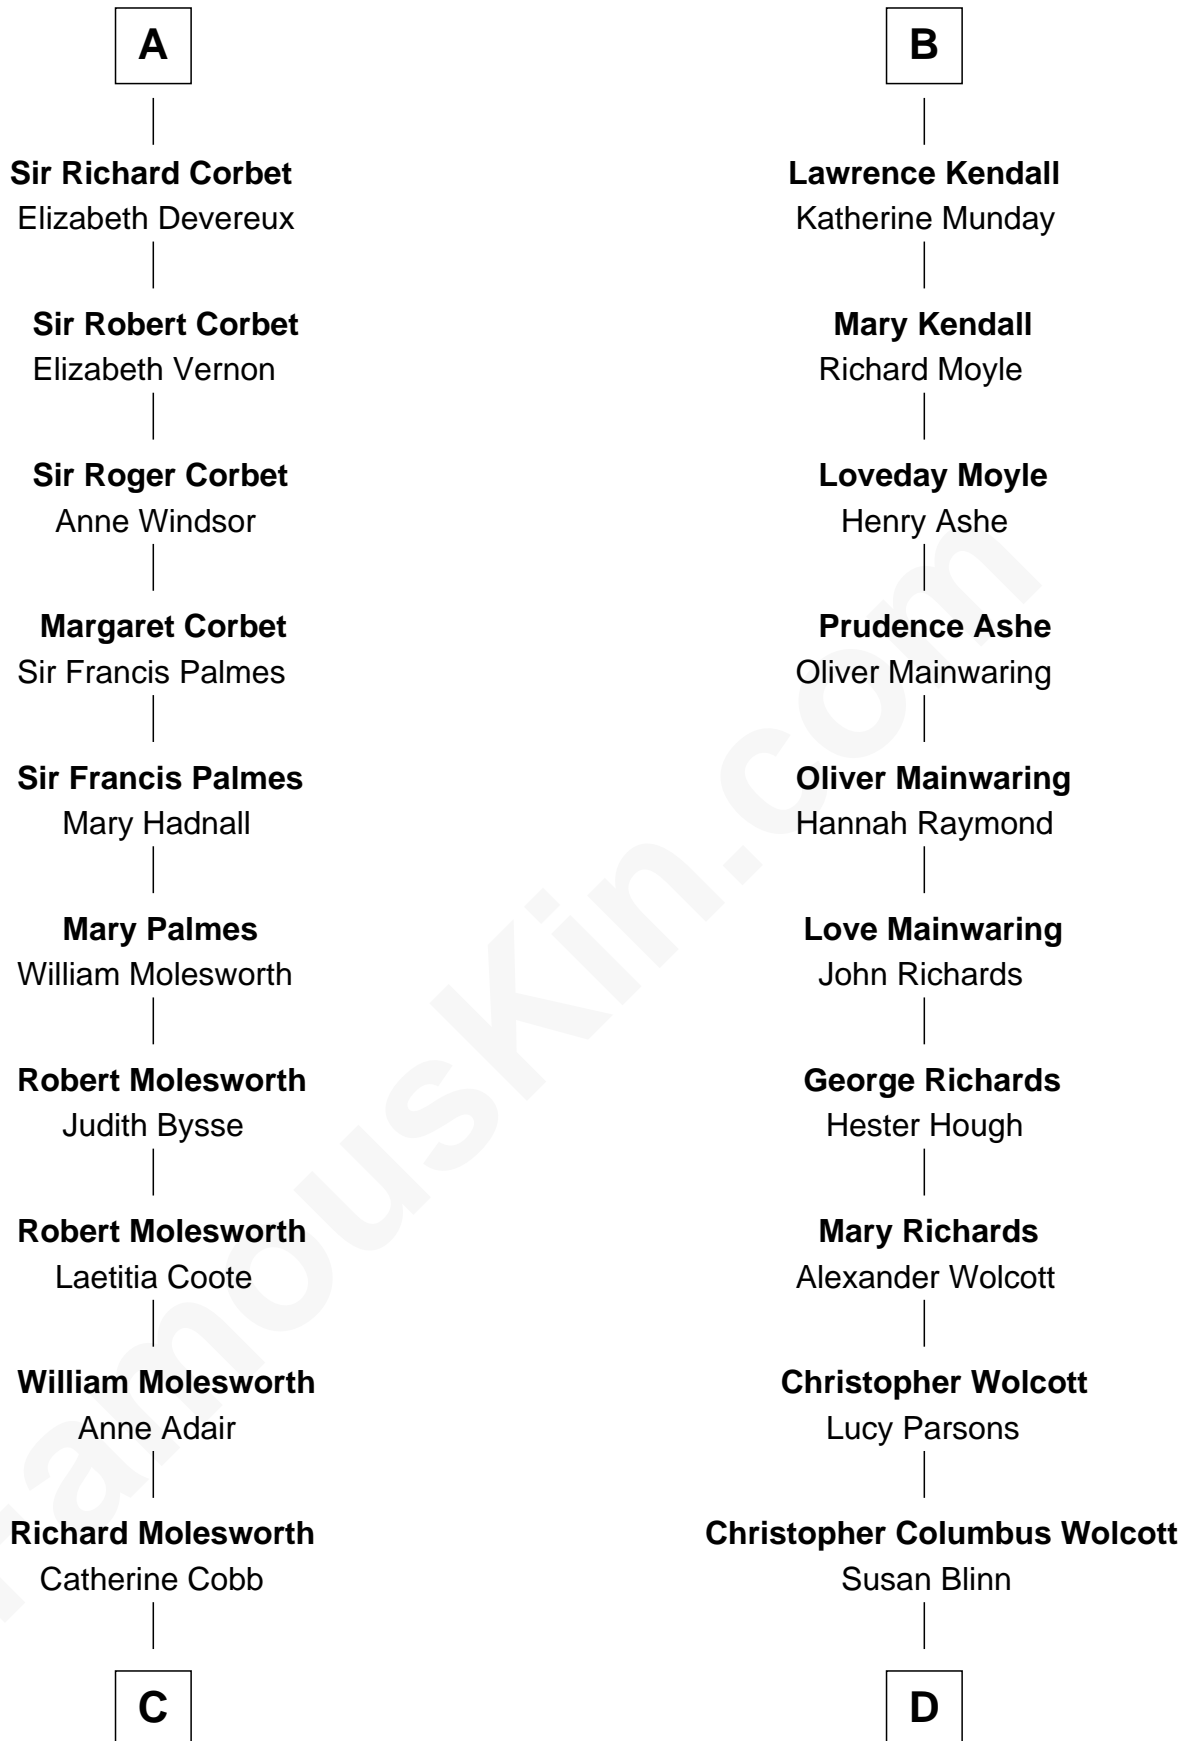 A
Sir Richard Corbet
Elizabeth Devereux
Sir Robert Corbet
Elizabeth Vernon
Sir Roger Corbet
Anne Windsor
Margaret Corbet
Sir Francis Palmes
Sir Francis Palmes
Mary Hadnall
Mary Palmes
William Molesworth
Robert Molesworth
Judith Bysse
Robert Molesworth
Laetitia Coote
William Molesworth
Anne Adair
Richard Molesworth
Catherine Cobb
C
B
Lawrence Kendall
Katherine Munday
Mary Kendall
Richard Moyle
Loveday Moyle
Henry Ashe
Prudence Ashe
Oliver Mainwaring
Oliver Mainwaring
Hannah Raymond
Love Mainwaring
John Richards
George Richards
Hester Hough
Mary Richards
Alexander Wolcott
Christopher Wolcott
Lucy Parsons
Christopher Columbus Wolcott
Susan Blinn
D
FamousKin.com